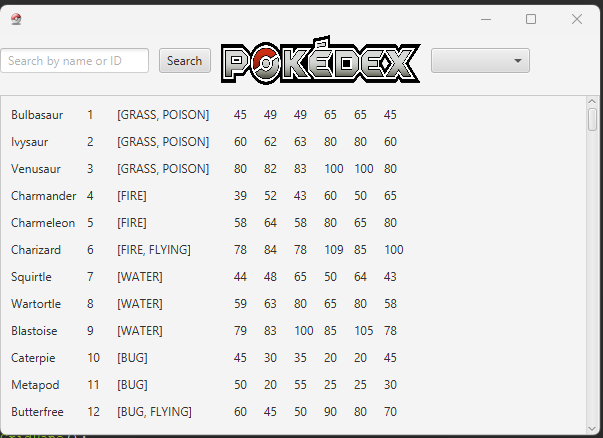 Search by name or ID Search POKÉDEX
Bulbasaur 1 [GRASS, POISON] 45 49 49 65 65 45
Ivysaur 2 [GRASS, POISON] 60 62 63 80 80 60
Venusaur 3 [GRASS, POISON] 80 82 83 100 100 80
Charmander 4 [FIRE] 39 52 43 60 50 65
Charmeleon 5 [FIRE] 58 64 58 80 65 80
Charizard 6 [FIRE, FLYING] 78 84 78 109 85 100
Squirtle 7 [WATER] 44 48 65 50 64 43
Wartortle 8 [WATER] 59 63 80 65 80 58
Blastoise 9 [WATER] 79 83 100 85 105 78
Caterpie 10 [BUG] 45 30 35 20 20 45
Metapod 11 [BUG] 50 20 55 25 25 30
Butterfree 12 [BUG, FLYING] 60 45 50 90 80 70